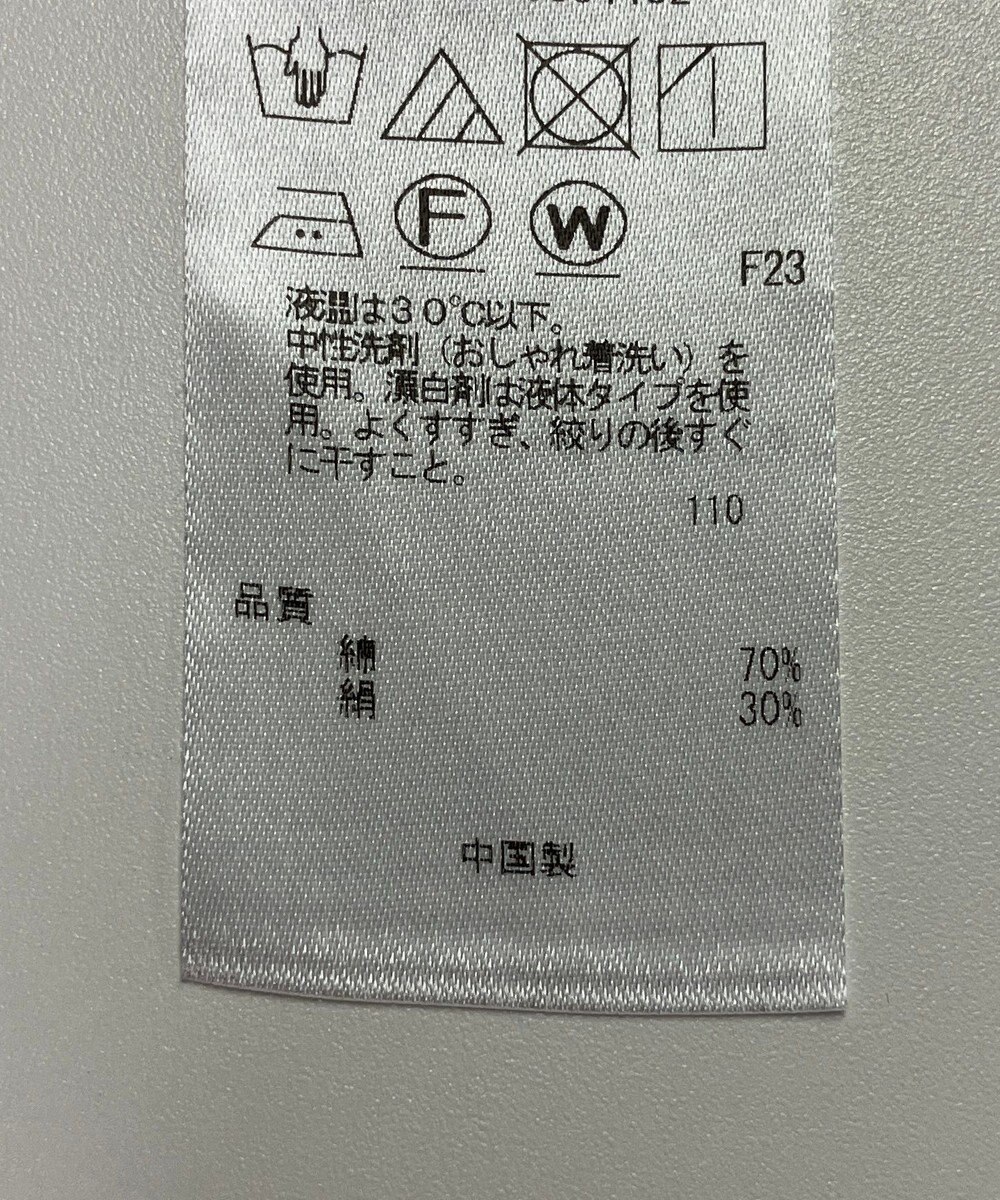 F
W
F23
液温は30℃以下。
中性洗剤（おしゃれ着洗い）を
使用。漂白剤は液体タイプを使
用。よくすすぎ、絞りの後すぐ
に干すこと。
110
品質
綿 70%
絹 30%
中国製